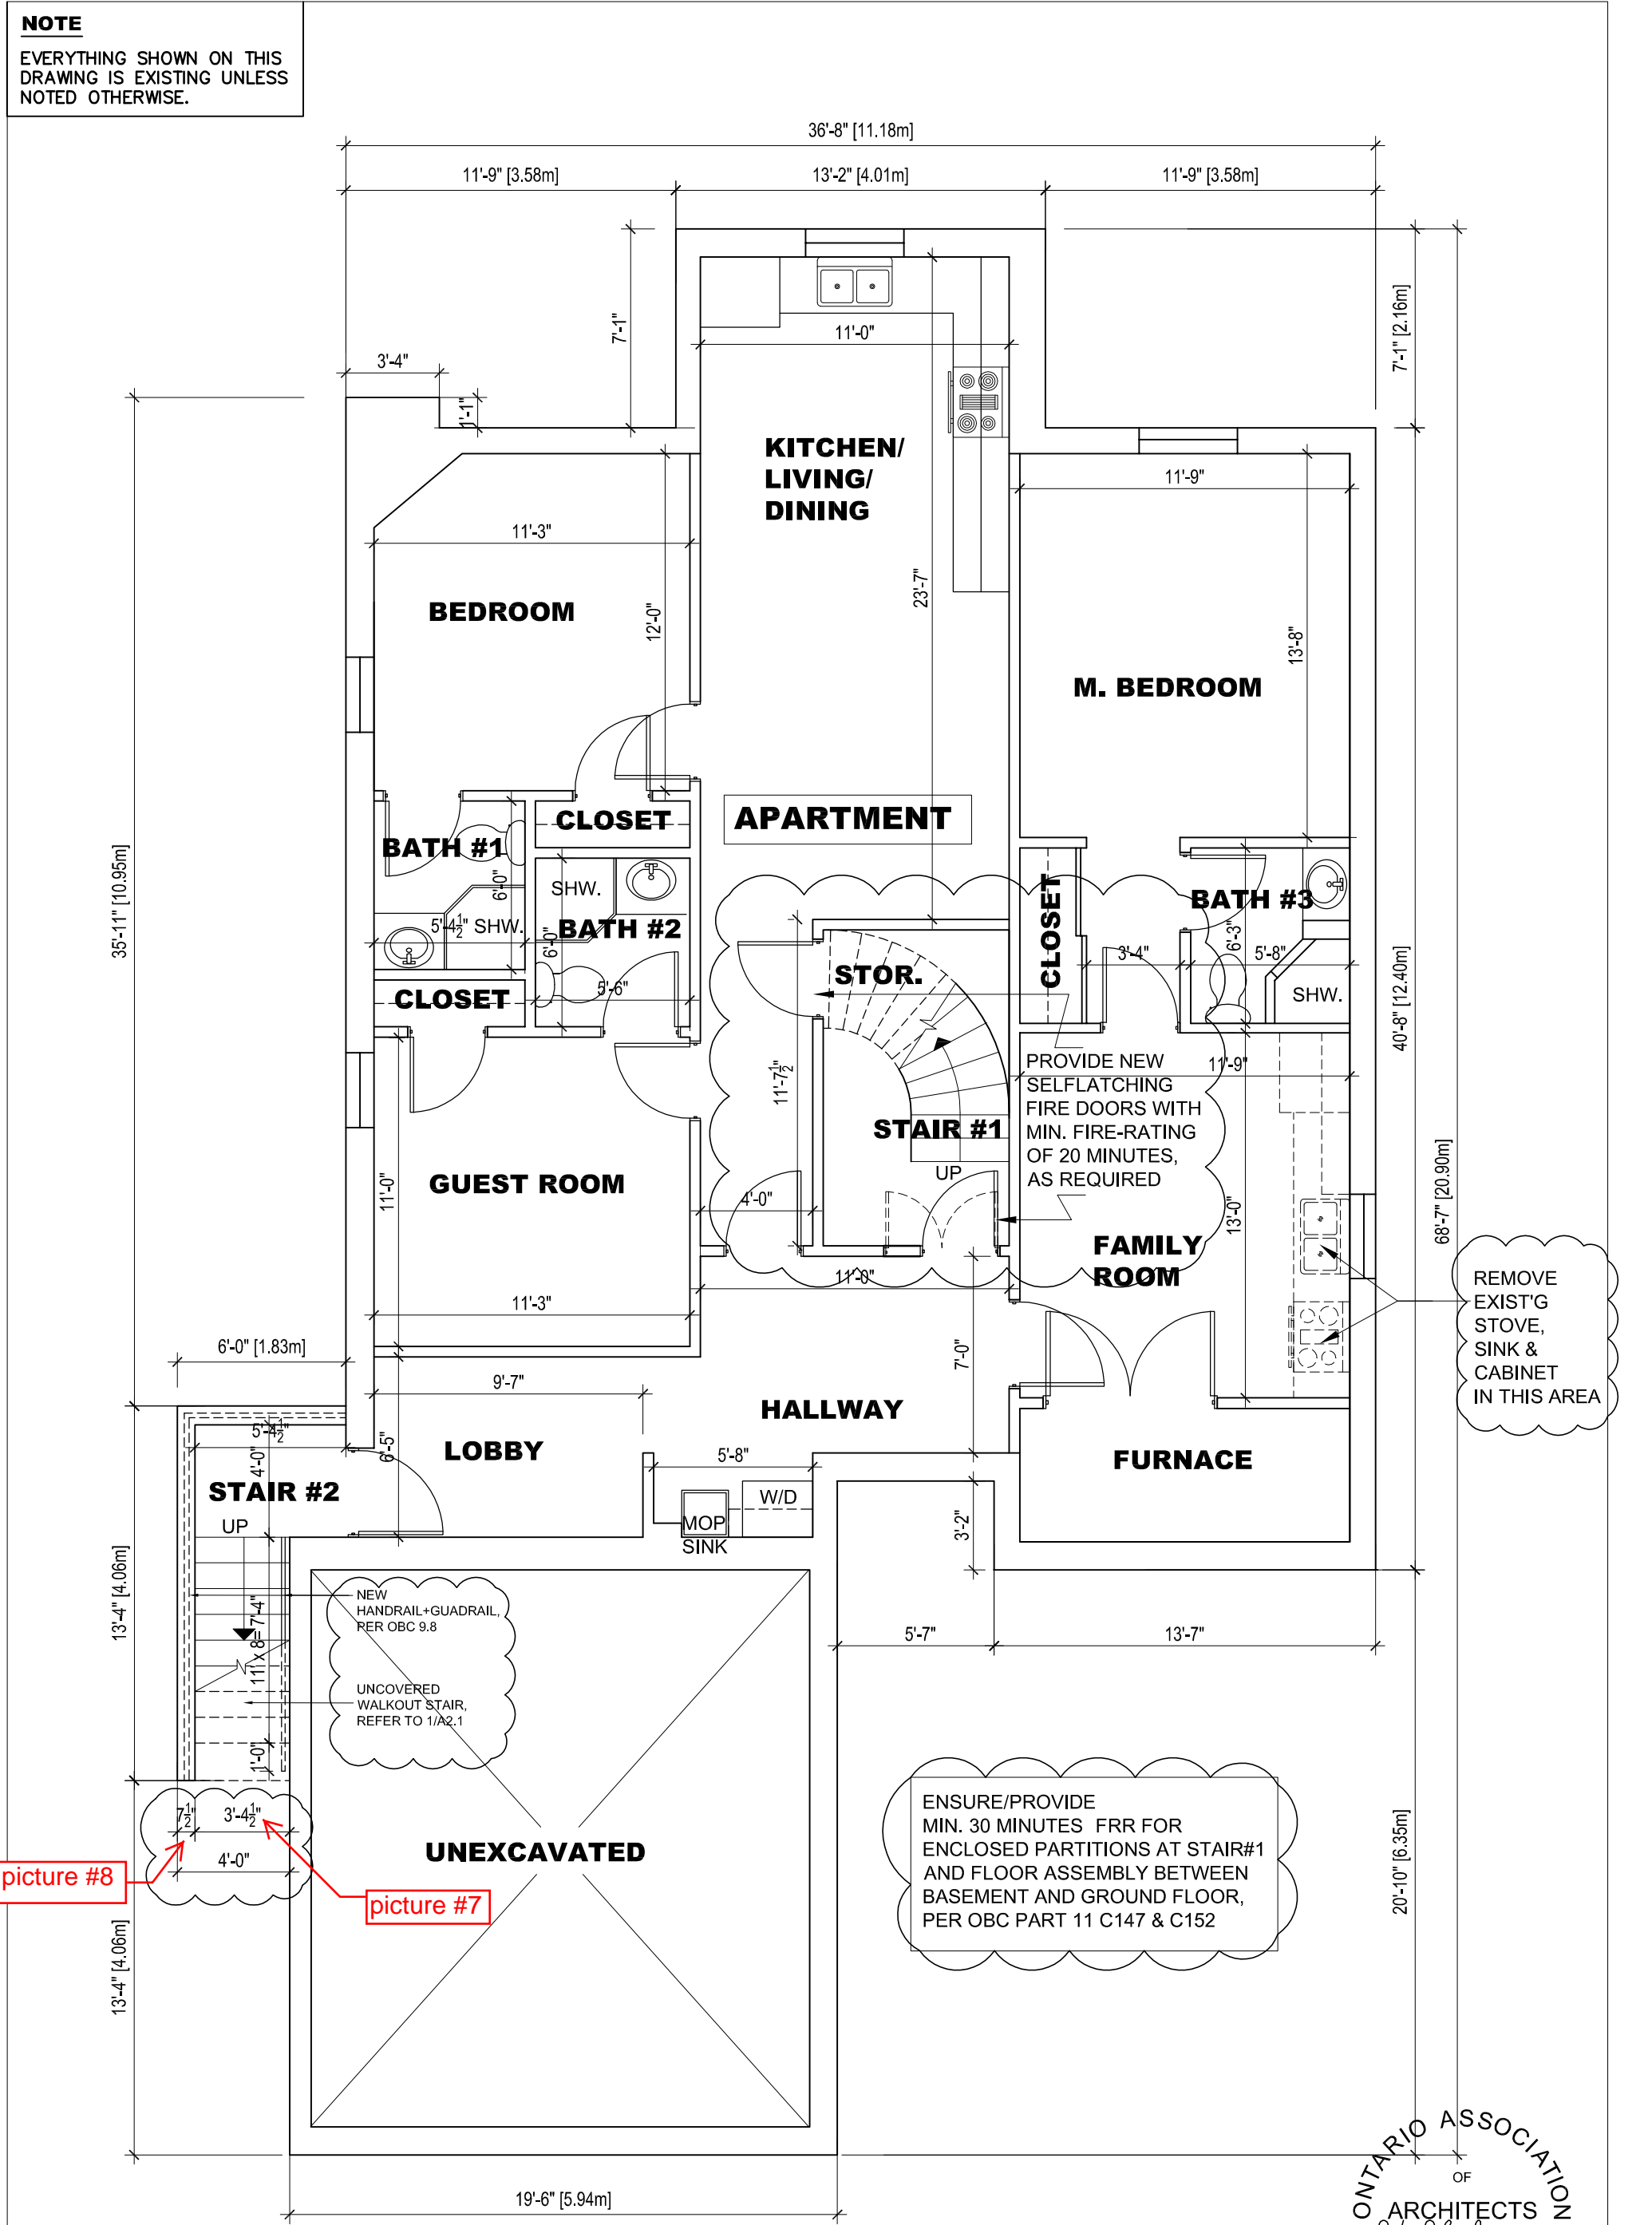 NOTE
EVERYTHING SHOWN ON THIS
DRAWING IS EXISTING UNLESS
NOTED OTHERWISE.
36'-8" [11.18m]
11'-9" [3.58m]
13'-2" [4.01m]
11'-9" [3.58m]
7'-1"
7'-1" [2.16m]
3'-4"
1'-1"
11'-0"
KITCHEN/
LIVING/
DINING
11'-9"
11'-3"
BEDROOM
12'-0"
23'-7"
13'-8"
M. BEDROOM
CLOSET
APARTMENT
BATH #1
6'-0"
35'-11" [10.95m]
SHW.
5'-4½" SHW.
BATH #2
6'-0"
CLOSET
BATH #3
6'-3"
3'-4"
5'-8"
SHW.
STOR.
CLOSET
5'-6"
40'-8" [12.40m]
11'-7½"
PROVIDE NEW
SELFLATCHING
FIRE DOORS WITH
MIN. FIRE-RATING
OF 20 MINUTES,
AS REQUIRED
11'-9"
STAIR #1
UP
GUEST ROOM
11'-0"
4'-0"
13'-0"
68'-7" [20.90m]
FAMILY
ROOM
11'-0"
11'-3"
REMOVE
EXIST'G
STOVE,
SINK &
CABINET
IN THIS AREA
6'-0" [1.83m]
9'-7"
7'-0"
HALLWAY
5'-4½"
4'-0"
6'-5"
LOBBY
5'-8"
FURNACE
STAIR #2
UP
W/D
MOP
SINK
3'-2"
13'-4" [4.06m]
NEW
HANDRAIL+GUADRAIL,
PER OBC 9.8
11' x 8= 7'-4"
5'-7"
13'-7"
UNCOVERED
WALKOUT STAIR,
REFER TO 1/A2.1
1'-0"
7½"
3'-4½"
4'-0"
picture #8
picture #7
UNEXCAVATED
ENSURE/PROVIDE
MIN. 30 MINUTES FRR FOR
ENCLOSED PARTITIONS AT STAIR#1
AND FLOOR ASSEMBLY BETWEEN
BASEMENT AND GROUND FLOOR,
PER OBC PART 11 C147 & C152
20'-10" [6.35m]
13'-4" [4.06m]
19'-6" [5.94m]
ONTARIO ASSOCIATION
OF
ARCHITECTS